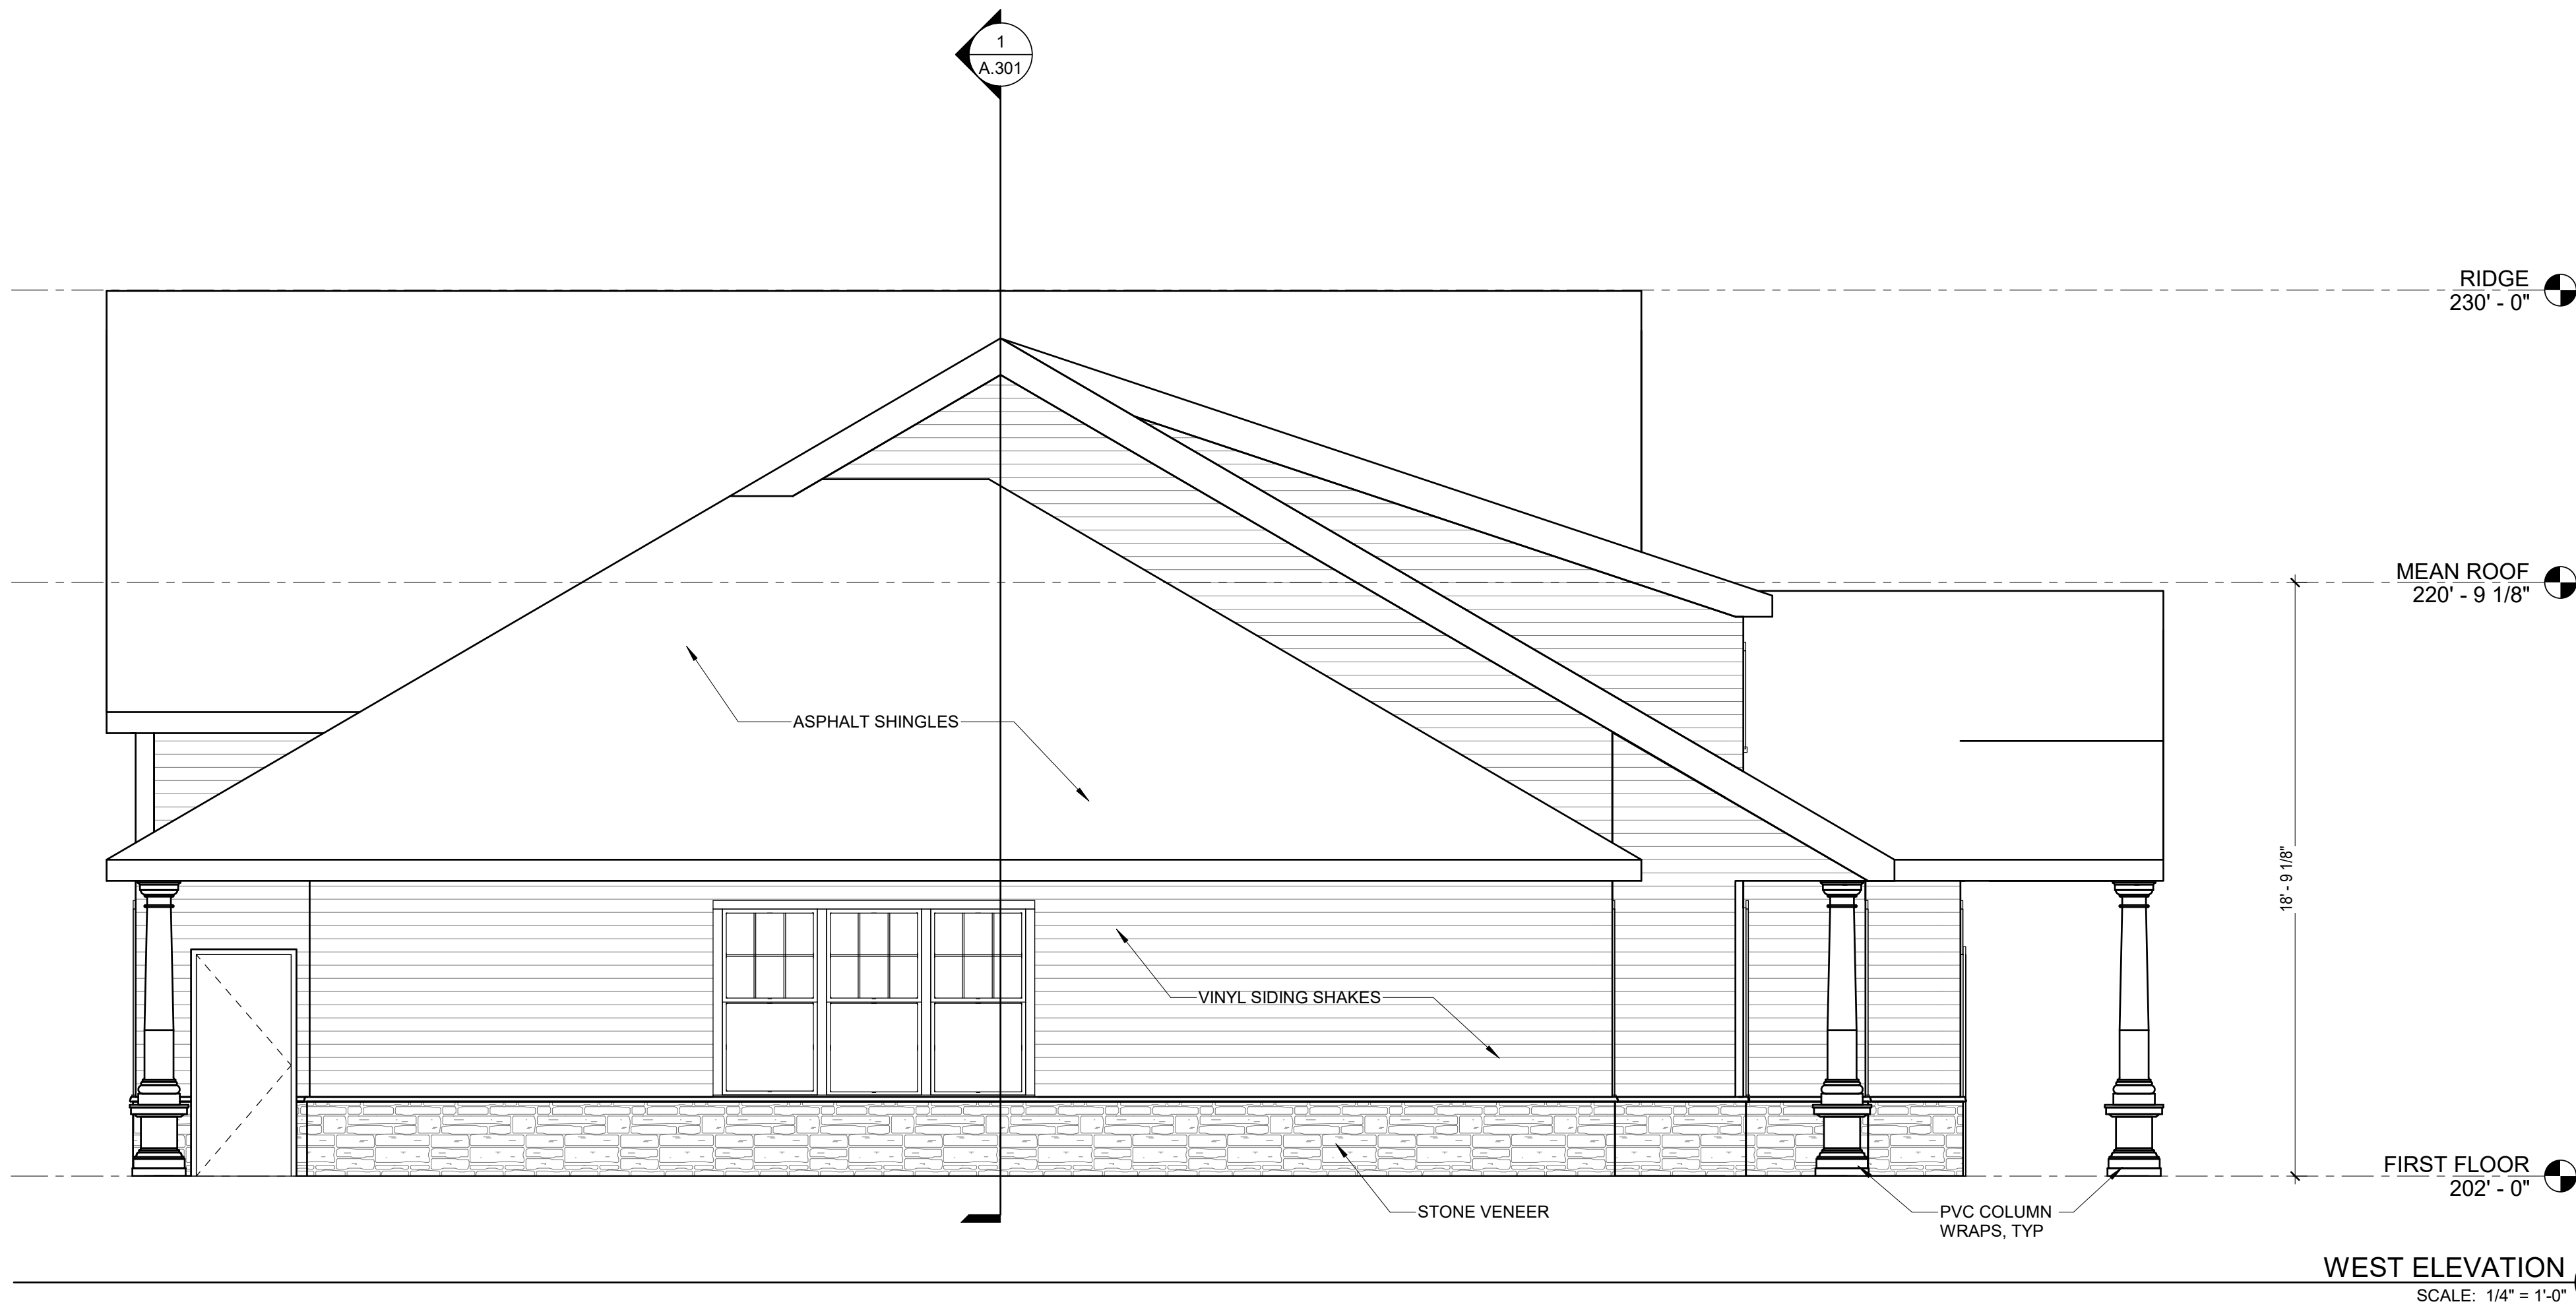 1
A.301
RIDGE
230' - 0"
MEAN ROOF
220' - 9 1/8"
ASPHALT SHINGLES
18' - 9 1/8"
VINYL SIDING SHAKES
FIRST FLOOR
202' - 0"
STONE VENEER
PVC COLUMN
WRAPS, TYP
WEST ELEVATION
SCALE: 1/4" = 1'-0"